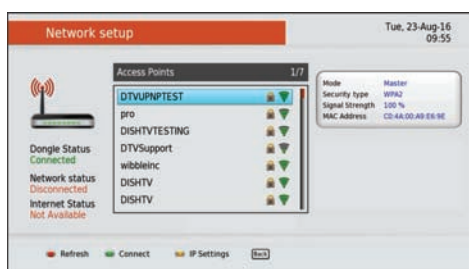 Network setup
Tue, 23-Aug-16
09:55
Access Points 1/7
DTVUPNPTEST
pro
DISHTVTESTING
DTVSupport
wibbleinc
DISHTV
DISHTV
Dongle Status
Connected
Network status
Disconnected
Internet Status
Not Available
Mode Master
Security type WPA2
Signal Strength 100 %
MAC Address C0:4A:00:A9:E6:9E
Refresh Connect IP Settings Back